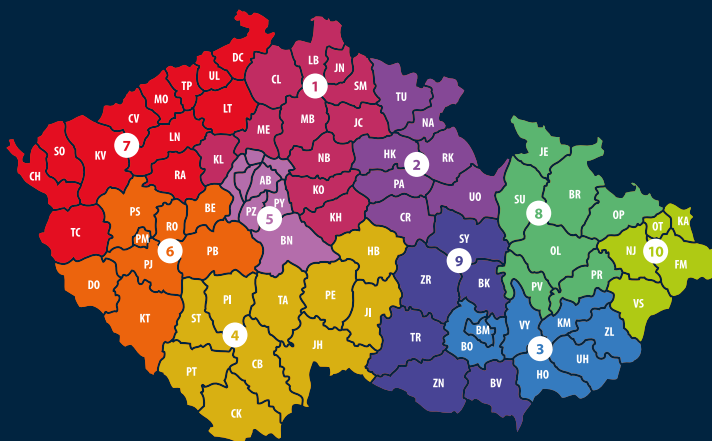 DC
LB
JN
UL
CL
SM
TP
1
TU
MO
LT
MB
CV
JC
NA
ME
7
LN
SO
KV
HK
RK
NB
KL
2
JE
RA
CH
AB
PA
KO
BR
PY
UO
SU
BE
PZ
5
CR
KH
PS
8
OP
RO
KA
TC
PM
BN
SY
OT
6
PB
HB
OL
NJ
10
9
PJ
FM
PR
ZR
DO
BK
PV
PI
TA
PE
VS
JI
KT
ST
VY
KM
BM
ZL
4
TR
BO
JH
3
UH
CB
PT
HO
ZN
BV
CK